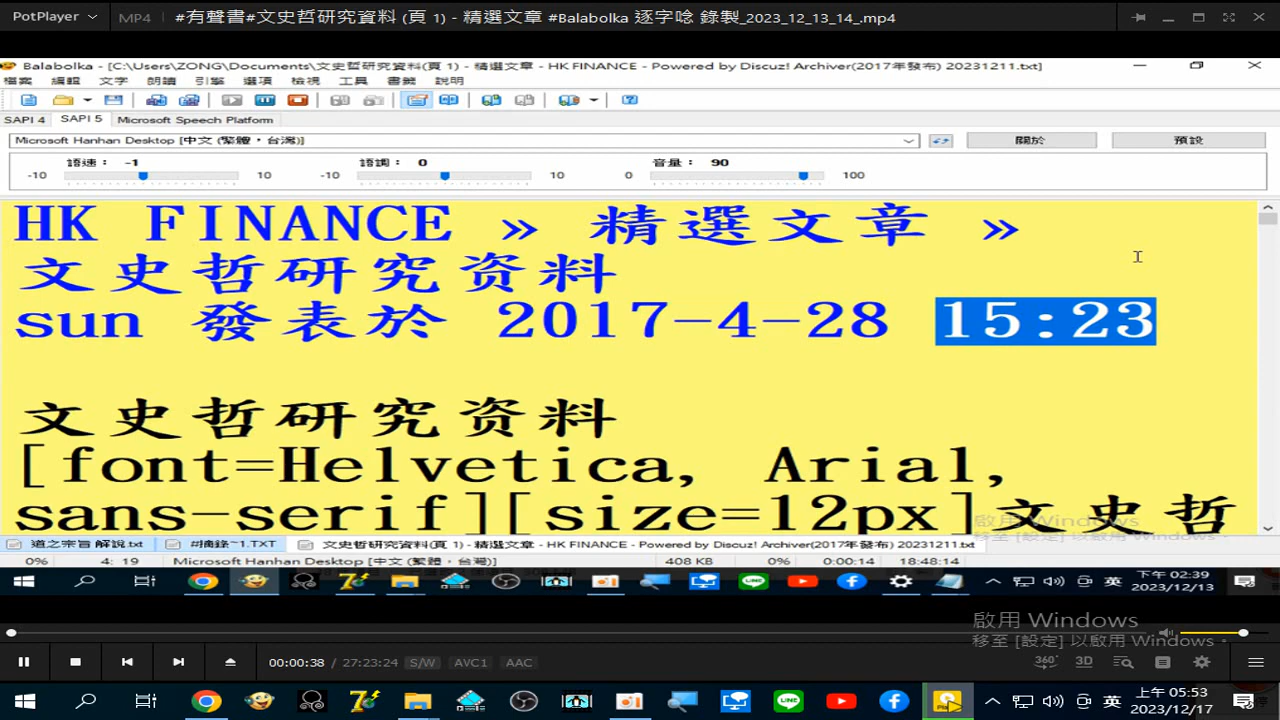 PotPlayer MP4 #有聲書#文史哲研究資料 (頁 1) - 精選文章 #Balabolka 逐字唸 錄製_2023_12_13_14_.mp4
Balabolka - [C:\Users\ZONG\Documents\文史哲研究資料(頁 1) - 精選文章 - HK FINANCE - Powered by Discuz! Archiver(2017年發布) 20231211.txt]
檔案 編輯 文字 朗讀 引擎 選項 檢視 工具 書籤 說明
SAPI 4 SAPI 5 Microsoft Speech Platform
Microsoft Hanhan Desktop [中文 (繁體，台灣)] 關於 預設
語速： -1 語調： 0 音量： 90
-10 10 -10 10 0 100
HK FINANCE » 精選文章 »
文史哲研究资料
sun 發表於 2017-4-28 15:23
文史哲研究资料
[font=Helvetica, Arial,
sans-serif][size=12px]文史哲
啟用 Windows
移至 [設定] 以啟用 Windows。
道之宗旨 解說.txt #摘錄~1.TXT 文史哲研究資料(頁 1) - 精選文章 - HK FINANCE - Powered by Discuz! Archiver(2017年發布) 20231211.txt
0% 4: 19 Microsoft Hanhan Desktop [中文 (繁體，台灣)] 408 KB 0% 0:00:14 18:48:14
英 下午 02:39
2023/12/13
啟用 Windows
移至 [設定] 以啟用 Windows。
00:00:38 / 27:23:24 S/W AVC1 AAC 360° 3D
英 上午 05:53
2023/12/17